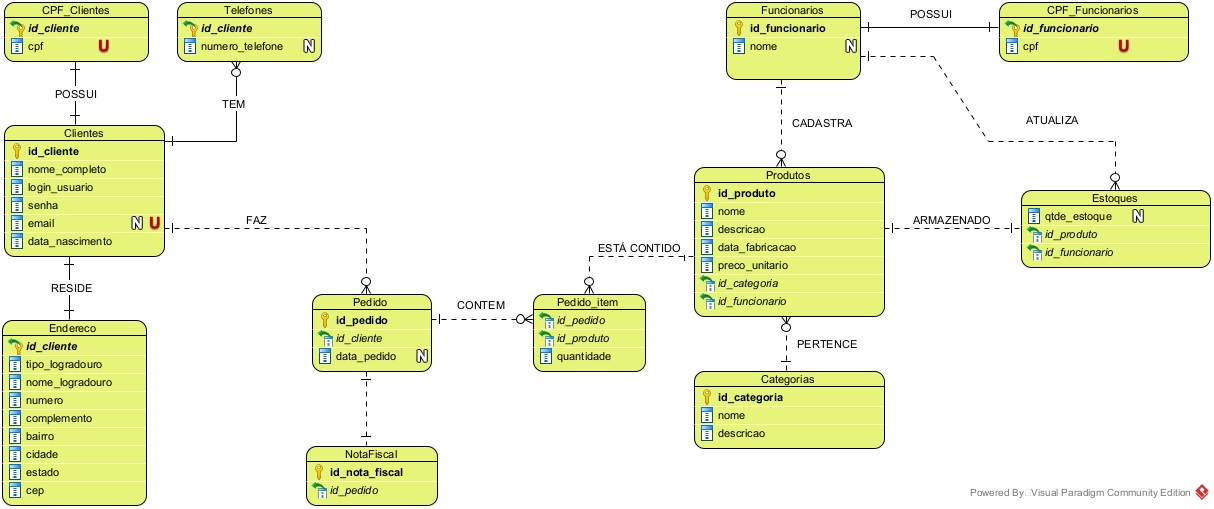 CPF_Clientes
id_cliente
cpf U
Telefones
id_cliente
numero_telefone N
POSSUI
TEM
Clientes
id_cliente
nome_completo
login_usuario
senha
email N U
data_nascimento
FAZ
RESIDE
Endereco
id_cliente
tipo_logradouro
nome_logradouro
numero
complemento
bairro
cidade
estado
cep
Pedido
id_pedido
id_cliente
data_pedido N
CONTEM
NotaFiscal
id_nota_fiscal
id_pedido
Pedido_item
id_pedido
id_produto
quantidade
ESTÁ CONTIDO
Funcionarios
id_funcionario
nome N
POSSUI
CPF_Funcionarios
id_funcionario
cpf U
CADASTRA
ATUALIZA
Produtos
id_produto
nome
descricao
data_fabricacao
preco_unitario
id_categoria
id_funcionario
ARMAZENADO
Estoques
qtde_estoque N
id_produto
id_funcionario
PERTENCE
Categorias
id_categoria
nome
descricao
Powered By Visual Paradigm Community Edition